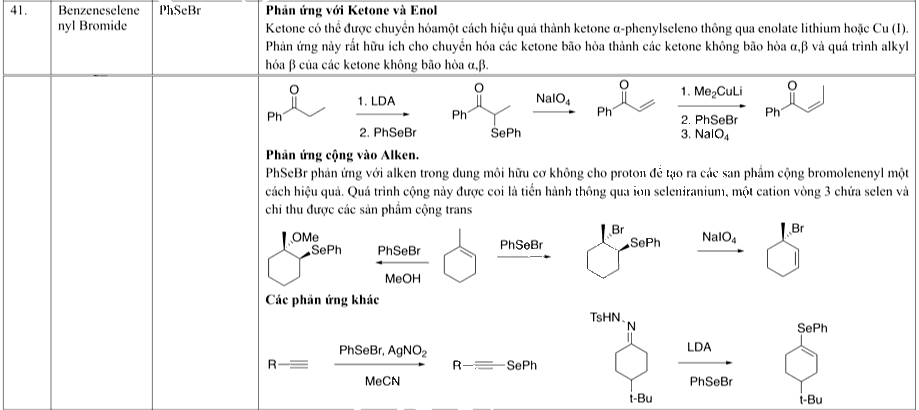 41. Benzeneselene PhSeBr Phản ứng với Ketone và Enol
nyl Bromide Ketone có thể được chuyển hóamột cách hiệu quả thành ketone α-phenylseleno thông qua enolate lithium hoặc Cu (I).
Phản ứng này rất hữu ích cho chuyển hóa các ketone bão hòa thành các ketone không bão hòa α,β và quá trình alkyl
hóa β của các ketone không bão hòa α,β.
O O O O
Ph 1. LDA Ph NaIO4 Ph 1. Me2CuLi Ph
2. PhSeBr SePh 2. PhSeBr
3. NaIO4
Phản ứng cộng vào Alken.
PhSeBr phản ứng với alken trong dung môi hữu cơ không cho proton để tạo ra các san phẩm cộng bromolenenyl một
cách hiệu quả. Quá trình cộng này được coi là tiến hành thông qua ion seleniranium, một cation vòng 3 chứa selen và
chỉ thu được các sản phẩm cộng trans
OMe Br Br
SePh PhSeBr PhSeBr SePh NaIO4
MeOH
Các phản ứng khác
TsHN N SePh
R PhSeBr, AgNO2 R SePh LDA
MeCN PhSeBr
t-Bu t-Bu